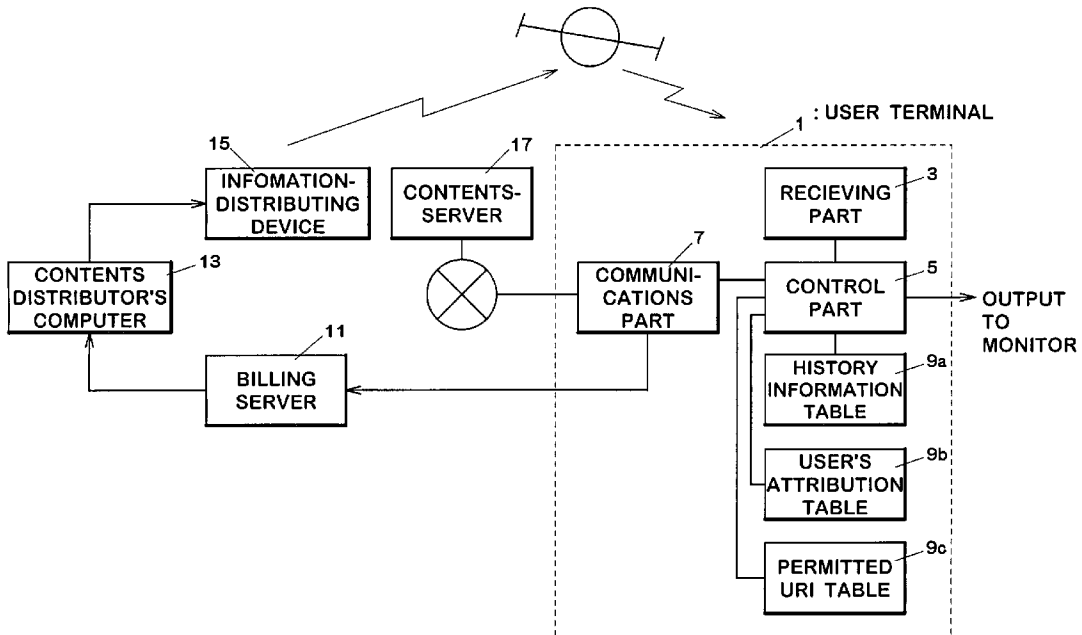 1
: USER TERMINAL
15
INFOMATION-
DISTRIBUTING
DEVICE
17
CONTENTS-
SERVER
3
RECIEVING
PART
13
CONTENTS
DISTRIBUTOR'S
COMPUTER
7
COMMUNI-
CATIONS
PART
5
CONTROL
PART
OUTPUT
TO
MONITOR
11
BILLING
SERVER
9a
HISTORY
INFORMATION
TABLE
9b
USER'S
ATTRIBUTION
TABLE
9c
PERMITTED
URI TABLE